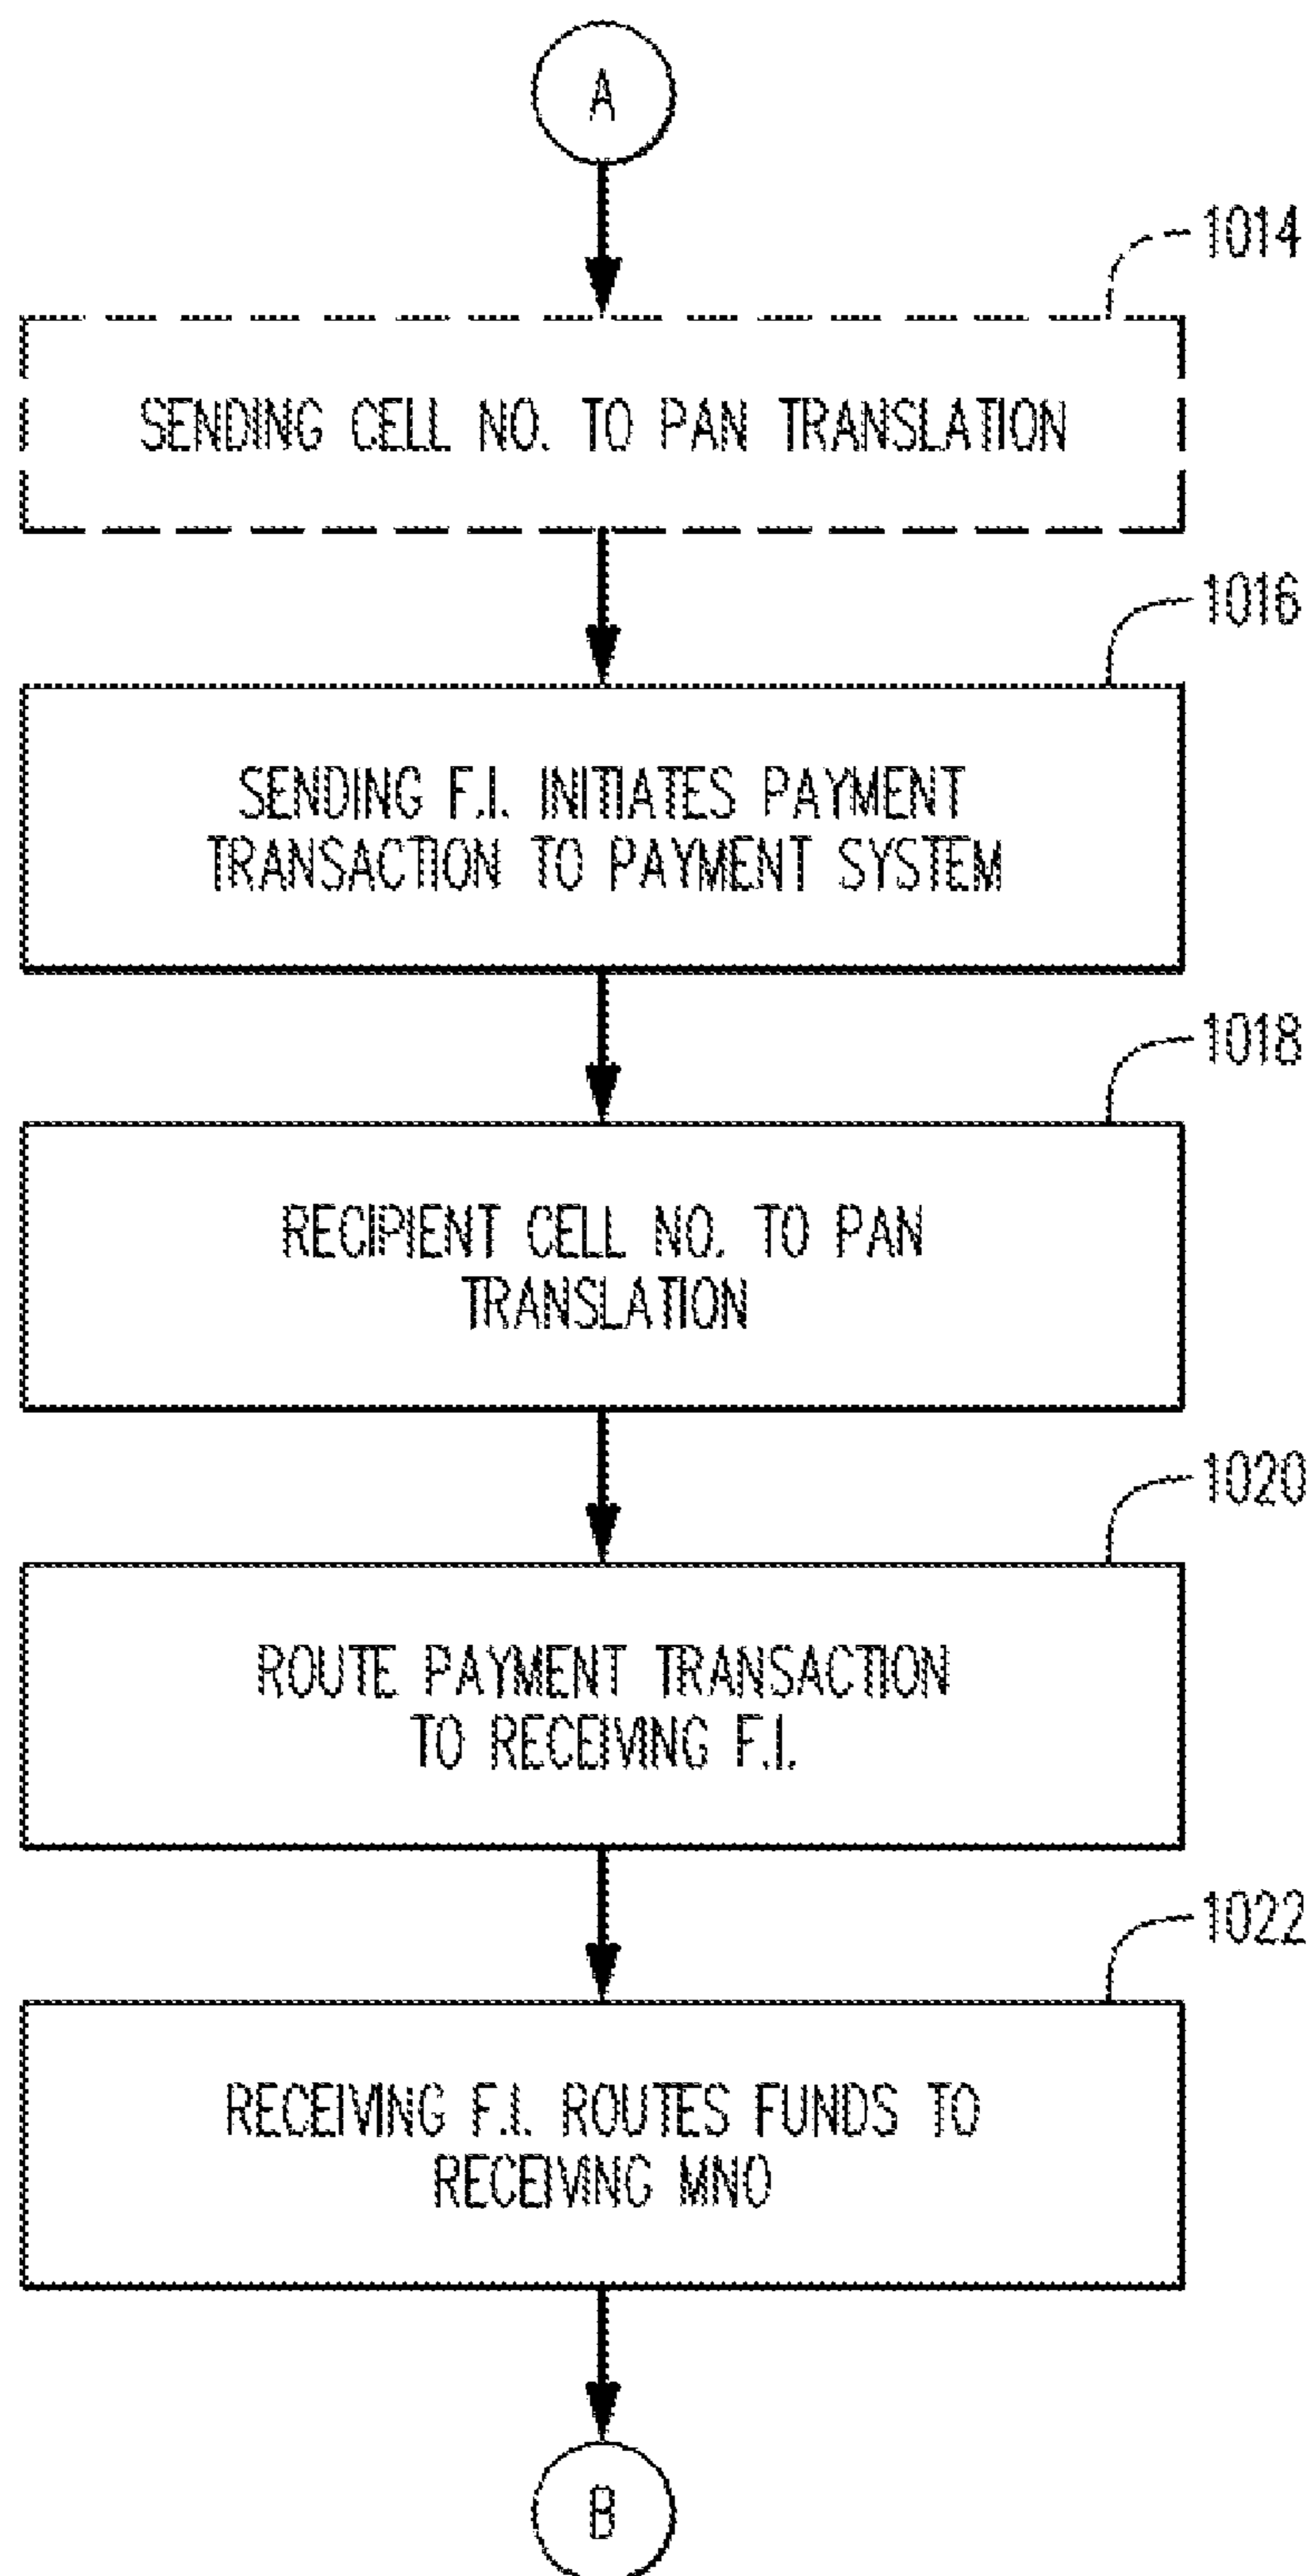 A
1014
SENDING CELL NO. TO PAN TRANSLATION
1016
SENDING F.I. INITIATES PAYMENT
TRANSACTION TO PAYMENT SYSTEM
1018
RECIPIENT CELL NO. TO PAN
TRANSLATION
1020
ROUTE PAYMENT TRANSACTION
TO RECEIVING F.I.
1022
RECEIVING F.I. ROUTES FUNDS TO
RECEIVING MNO
B